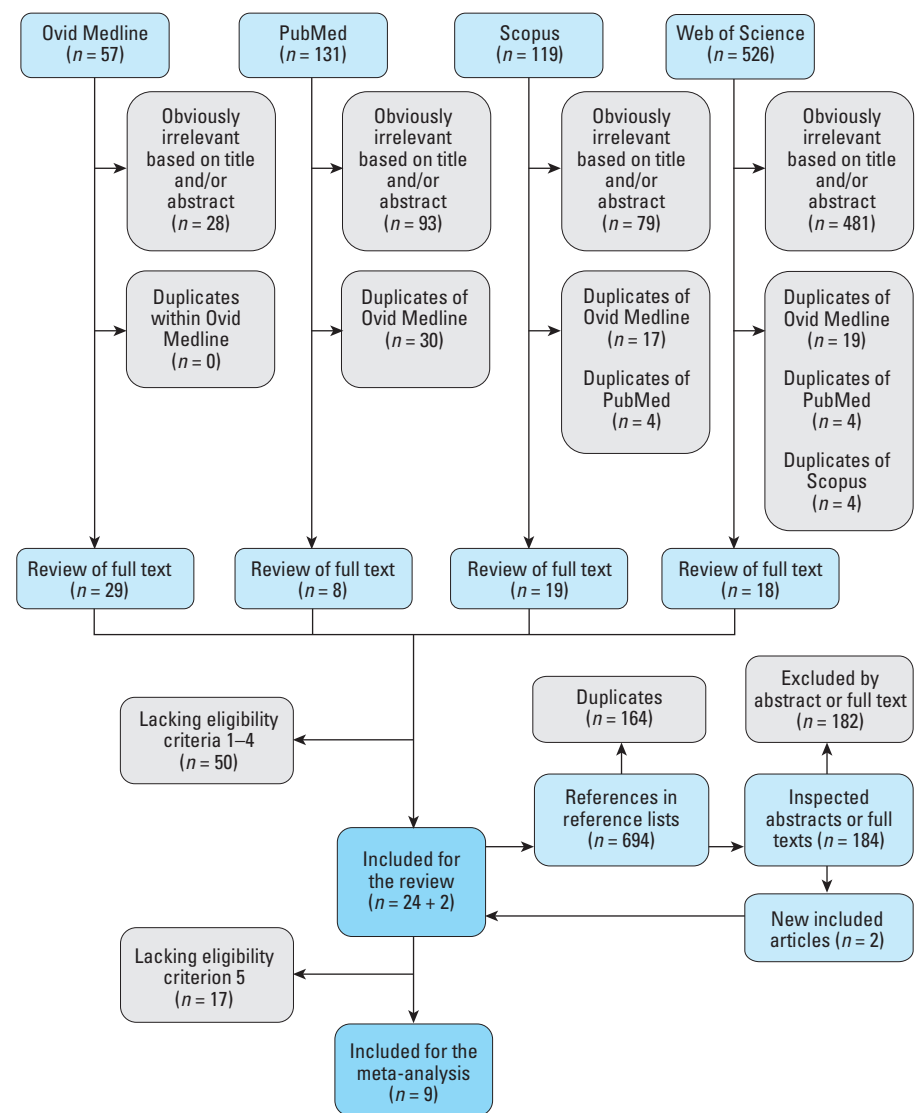 Ovid Medline
(n = 57)
PubMed
(n = 131)
Scopus
(n = 119)
Web of Science
(n = 526)
Obviously
irrelevant
based on title
and/or
abstract
(n = 28)
Obviously
irrelevant
based on title
and/or
abstract
(n = 93)
Obviously
irrelevant
based on title
and/or
abstract
(n = 79)
Obviously
irrelevant
based on title
and/or
abstract
(n = 481)
Duplicates
within Ovid
Medline
(n = 0)
Duplicates of
Ovid Medline
(n = 30)
Duplicates of
Ovid Medline
(n = 17)
Duplicates of
PubMed
(n = 4)
Duplicates of
Ovid Medline
(n = 19)
Duplicates of
PubMed
(n = 4)
Duplicates of
Scopus
(n = 4)
Review of full text
(n = 29)
Review of full text
(n = 8)
Review of full text
(n = 19)
Review of full text
(n = 18)
Lacking eligibility
criteria 1–4
(n = 50)
Duplicates
(n = 164)
Excluded by
abstract or full text
(n = 182)
References in
reference lists
(n = 694)
Inspected
abstracts or full
texts (n = 184)
Included for
the review
(n = 24 + 2)
New included
articles (n = 2)
Lacking eligibility
criterion 5
(n = 17)
Included for the
meta-analysis
(n = 9)